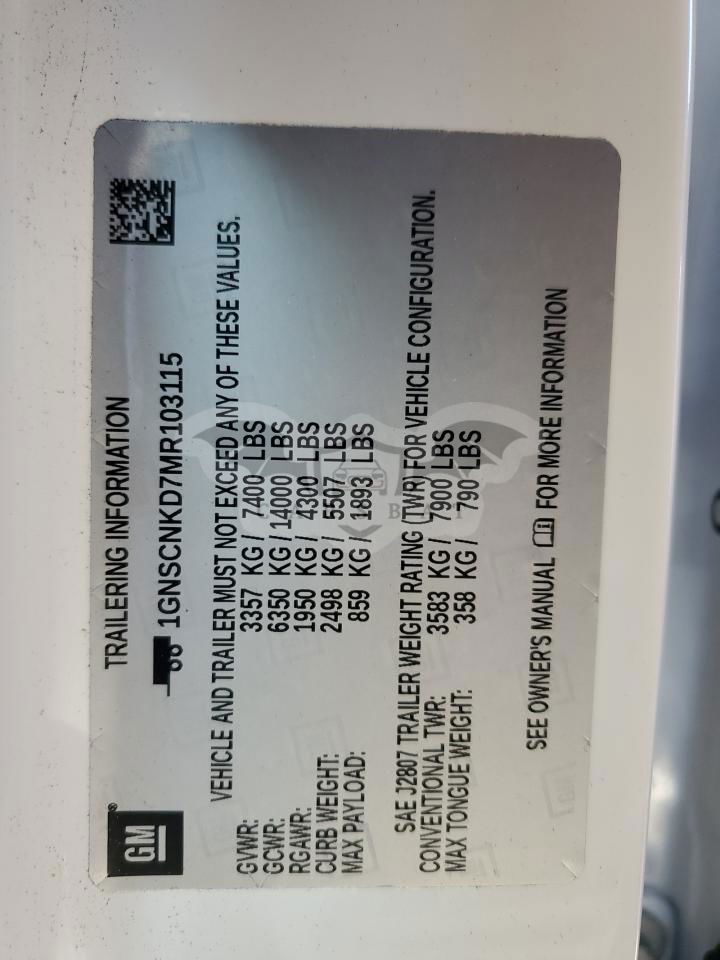 GM®
TRAILERING INFORMATION
1GNSCNKD7MR103115
VEHICLE AND TRAILER MUST NOT EXCEED ANY OF THESE VALUES.
GVWR: 3357 KG / 7400 LBS
GCWR: 6350 KG / 14000 LBS
RGAWR: 1950 KG / 4300 LBS
CURB WEIGHT: 2498 KG / 5507 LBS
MAX PAYLOAD: 859 KG / 1893 LBS
SAE J2807 TRAILER WEIGHT RATING (TWR) FOR VEHICLE CONFIGURATION.
CONVENTIONAL TWR: 3583 KG / 7900 LBS
MAX TONGUE WEIGHT: 358 KG / 790 LBS
SEE OWNER'S MANUAL FOR MORE INFORMATION